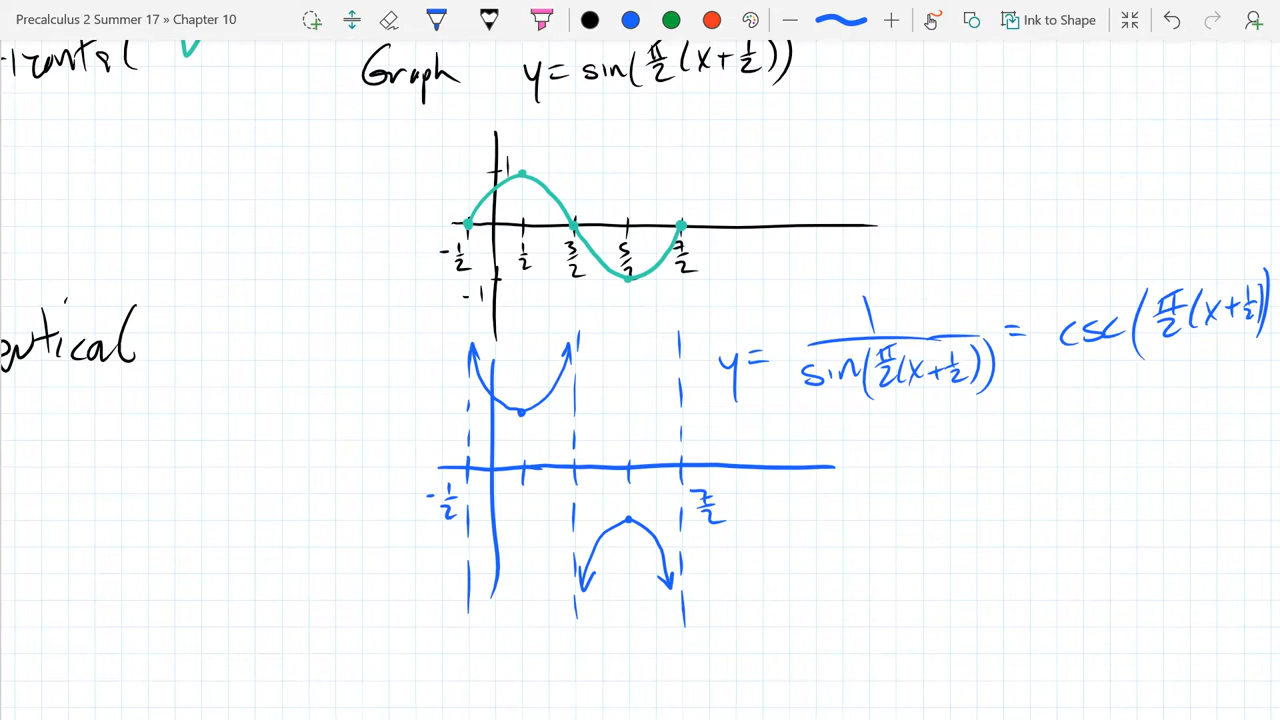 Precalculus 2 Summer 17 » Chapter 10
Ink to Shape
Graph y = sin(π/2(x+1/2))
1
-1/2 1/2 3/2 5/2 7/2
-1
y = 1/sin(π/2(x+1/2)) = csc(π/2(x+1/2))
-1/2 7/2